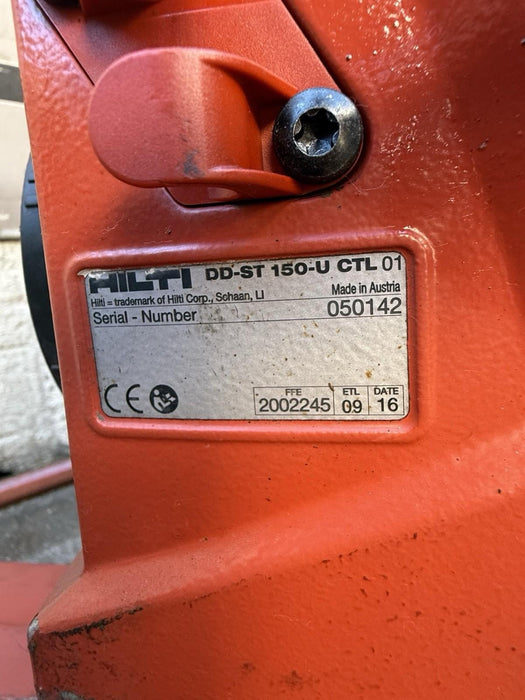 HILTI DD-ST 150-U CTL 01
Hilti = trademark of Hilti Corp., Schaan, LI Made in Austria
Serial - Number 050142
CE
FFE ETL DATE
2002245 09 16